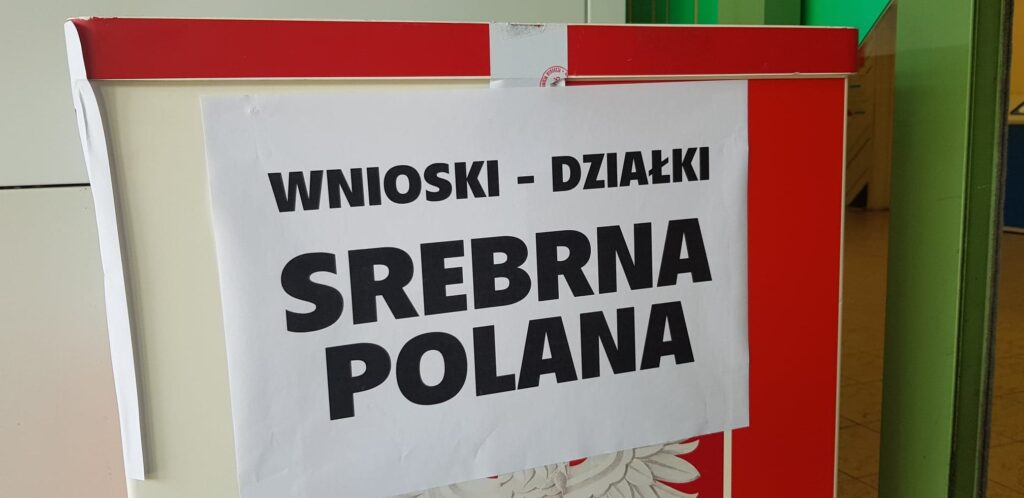 WNIOSKI - DZIAŁKI
SREBRNA
POLANA